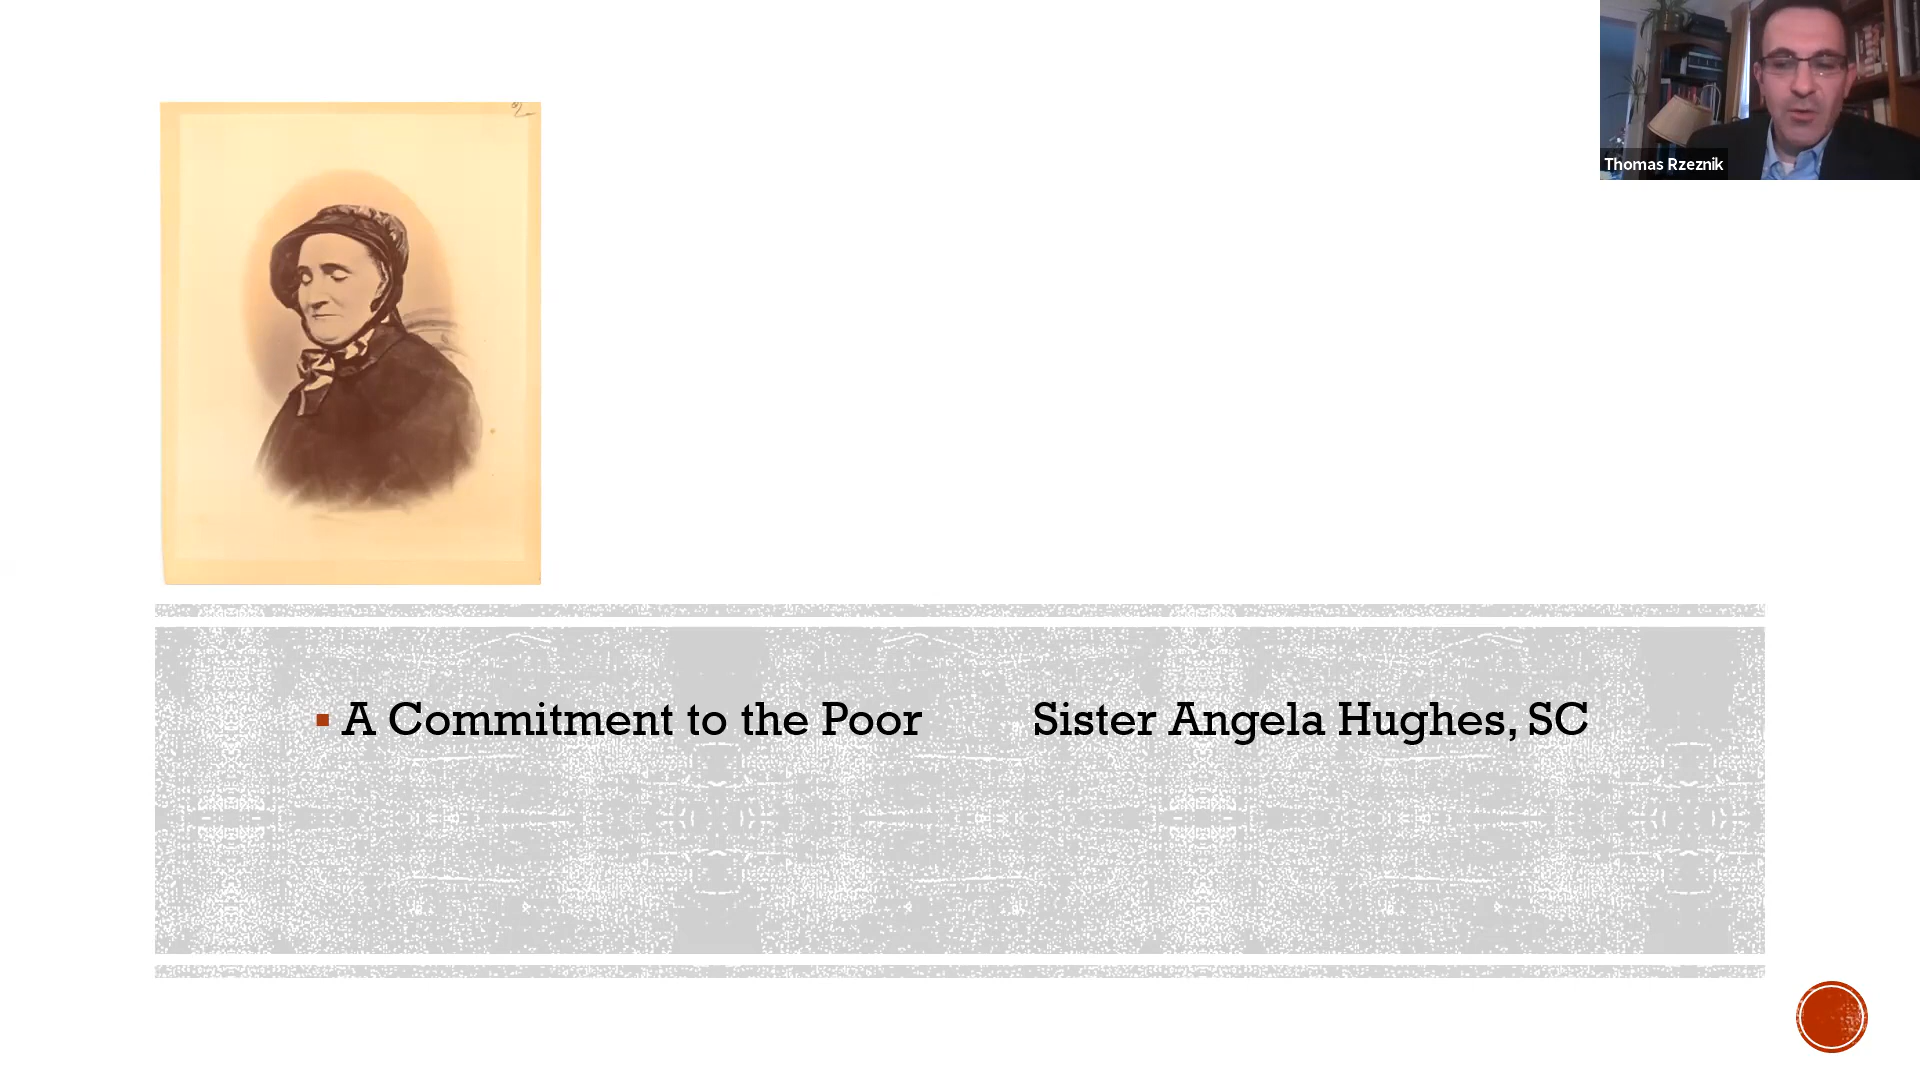 Thomas Rzeznik
▪ A Commitment to the Poor Sister Angela Hughes, SC